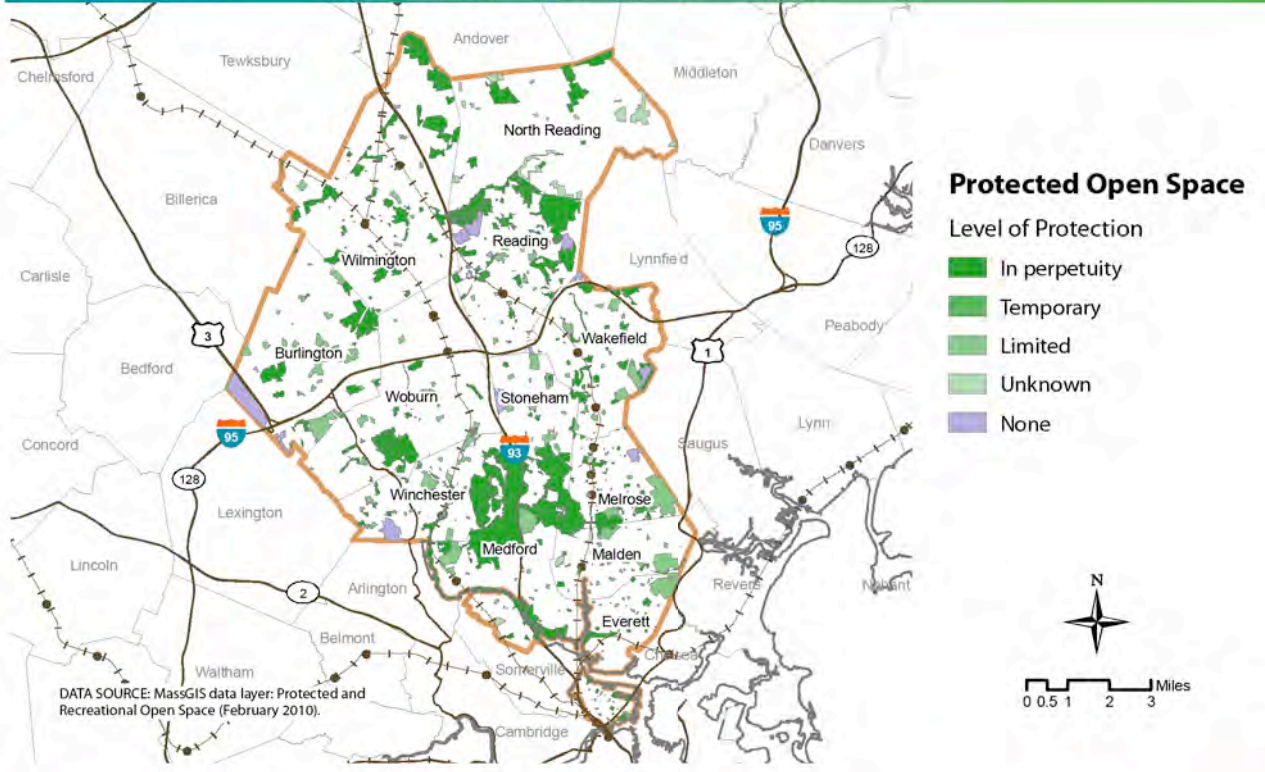 Andover
Tewksbury
Chelmsford
Middleton
North Reading
Danvers
Billerica
95
128
Reading
Wilmington
Lynnfield
Carlisle
3
Peabody
Wakefield
1
Burlington
Bedford
Woburn
Stoneham
Lynn
95
Saugus
Concord
93
128
Winchester
Melrose
Lexington
Medford
Malden
Lincoln
Arlington
Revere
Nahant
2
Everett
Belmont
Chelsea
Somerville
Waltham
DATA SOURCE: MassGIS data layer: Protected and
Recreational Open Space (February 2010).
Cambridge
Protected Open Space
Level of Protection
In perpetuity
Temporary
Limited
Unknown
None
N
Miles
0 0.5 1 2 3